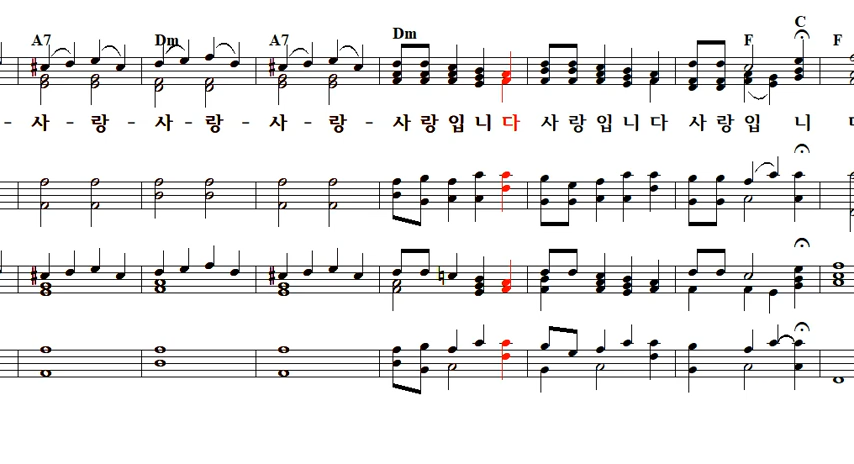 A7 Dm A7 Dm F C F
- 사 - 랑 - 사 - 랑 - 사 - 랑 - 사 랑 입 니 다 사 랑 입 니 다 사 랑 입 니